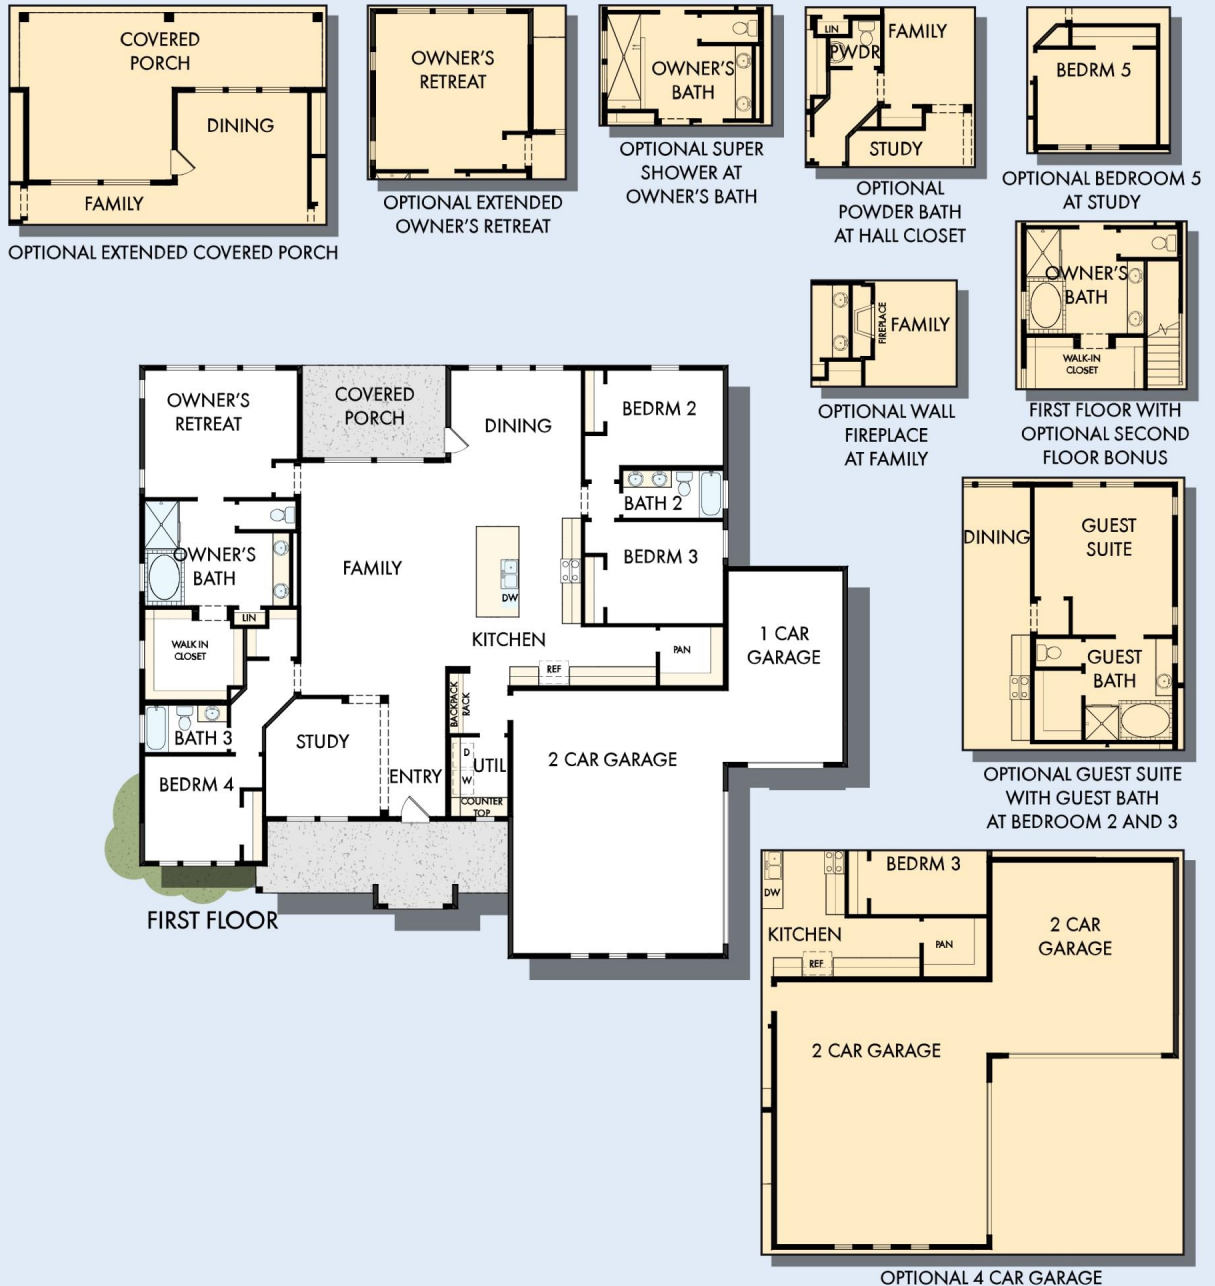 COVERED
PORCH
DINING
FAMILY
OPTIONAL EXTENDED COVERED PORCH
OWNER'S
RETREAT
OPTIONAL EXTENDED
OWNER'S RETREAT
OWNER'S
BATH
OPTIONAL SUPER
SHOWER AT
OWNER'S BATH
LIN
PWDR
FAMILY
STUDY
OPTIONAL
POWDER BATH
AT HALL CLOSET
BEDRM 5
OPTIONAL BEDROOM 5
AT STUDY
FIREPLACE
FAMILY
OPTIONAL WALL
FIREPLACE
AT FAMILY
OWNER'S
BATH
WALK-IN
CLOSET
FIRST FLOOR WITH
OPTIONAL SECOND
FLOOR BONUS
OWNER'S
RETREAT
COVERED
PORCH
DINING
BEDRM 2
BATH 2
OWNER'S
BATH
FAMILY
DW
BEDRM 3
LIN
WALK IN
CLOSET
KITCHEN
REF
PAN
1 CAR
GARAGE
BACKPACK
RACK
BATH 3
STUDY
D
W
UTIL
2 CAR GARAGE
BEDRM 4
ENTRY
COUNTER
TOP
FIRST FLOOR
DINING
GUEST
SUITE
GUEST
BATH
OPTIONAL GUEST SUITE
WITH GUEST BATH
AT BEDROOM 2 AND 3
DW
BEDRM 3
KITCHEN
REF
PAN
2 CAR
GARAGE
2 CAR GARAGE
OPTIONAL 4 CAR GARAGE